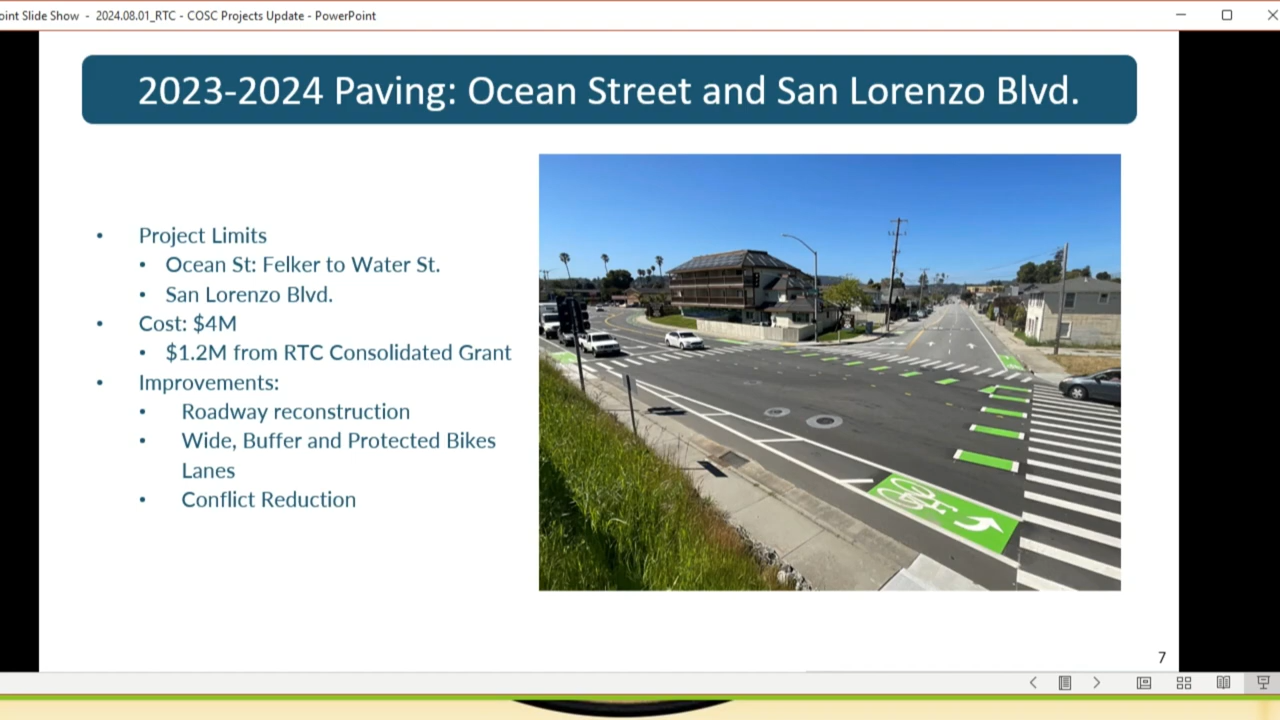 oint Slide Show - 2024.08.01_RTC - COSC Projects Update - PowerPoint
2023-2024 Paving: Ocean Street and San Lorenzo Blvd.
• Project Limits
• Ocean St: Felker to Water St.
• San Lorenzo Blvd.
• Cost: $4M
• $1.2M from RTC Consolidated Grant
• Improvements:
• Roadway reconstruction
• Wide, Buffer and Protected Bikes
Lanes
• Conflict Reduction
7